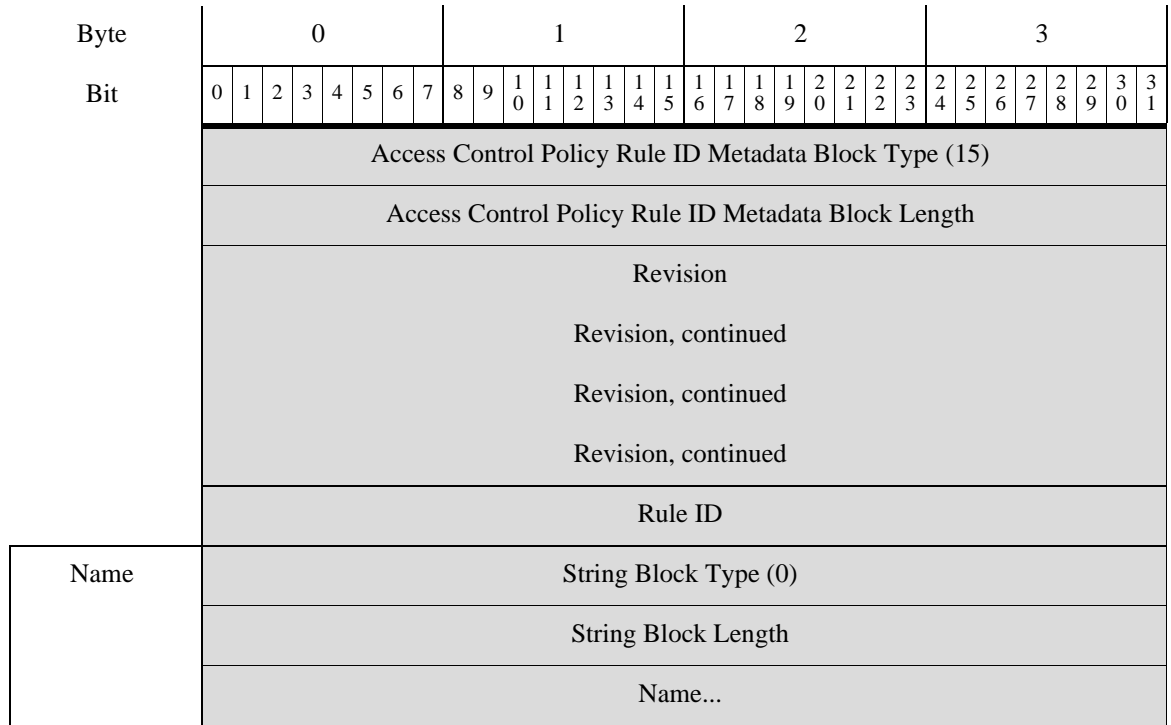 Byte 0 1 2 3
Bit 0 1 2 3 4 5 6 7 8 9 10 11 12 13 14 15 16 17 18 19 20 21 22 23 24 25 26 27 28 29 30 31
Access Control Policy Rule ID Metadata Block Type (15)
Access Control Policy Rule ID Metadata Block Length
Revision
Revision, continued
Revision, continued
Revision, continued
Rule ID
Name String Block Type (0)
String Block Length
Name...